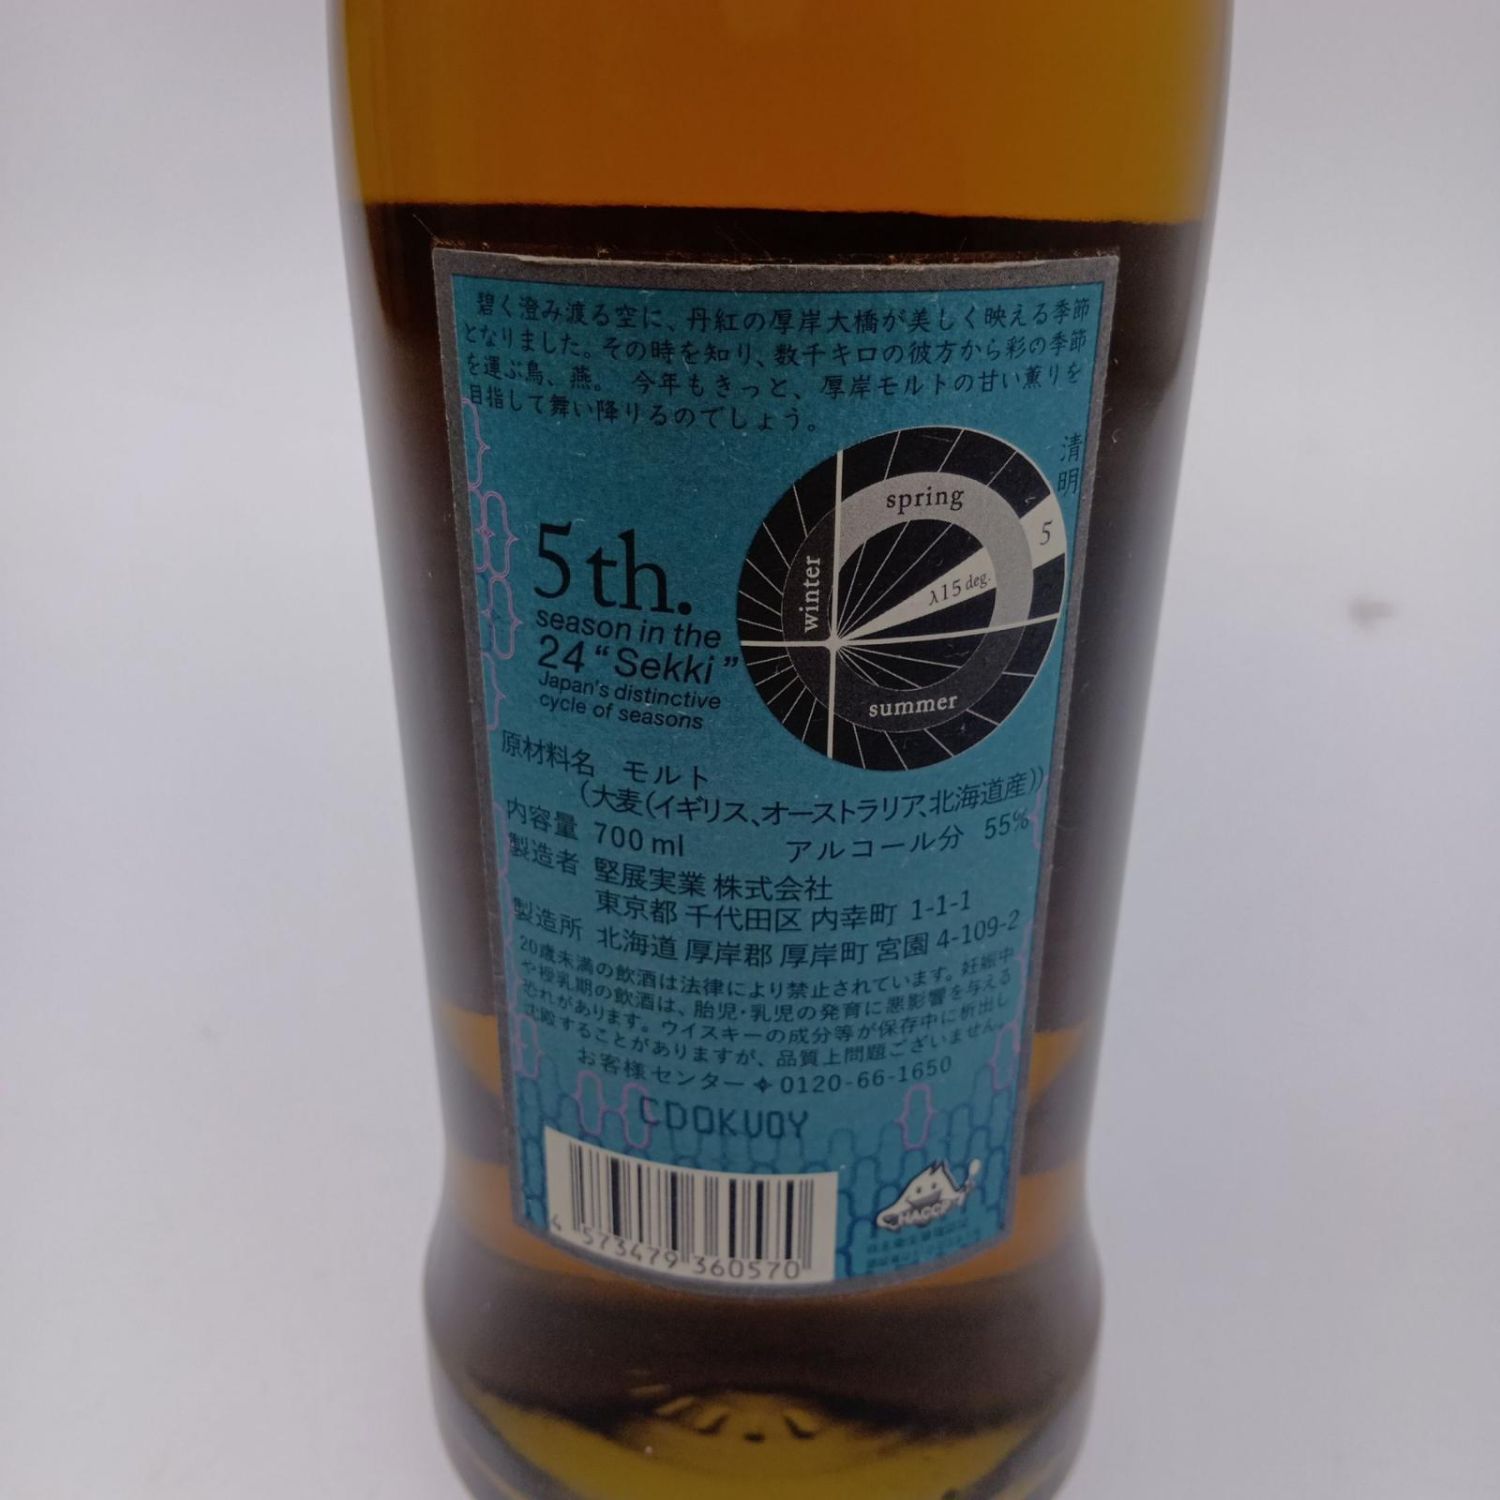 碧く澄み渡る空に、丹紅の厚岸大橋が美しく映える季節
となりました。その時を知り、数千キロの彼方から彩の季節
を運ぶ鳥、燕。 今年もきっと、厚岸モルトの甘い薫りを
目指して舞い降りるのでしょう。
清明
spring
5
λ15 deg.
winter
summer
5th.
season in the
24 “Sekki”
Japan's distinctive
cycle of seasons
原材料名 モルト
（大麦（イギリス、オーストラリア、北海道産））
内容量 700 ml アルコール分 55%
製造者 堅展実業 株式会社
東京都 千代田区 内幸町 1-1-1
製造所 北海道 厚岸郡 厚岸町 宮園 4-109-2
20歳未満の飲酒は法律により禁止されています。妊娠中
や授乳期の飲酒は、胎児・乳児の発育に悪影響を与える
恐れがあります。ウイスキーの成分等が保存中に析出し
沈殿することがありますが、品質上問題ございません。
お客様センター 0120-66-1650
CDOKUOY
4 573479 360570
HACCP